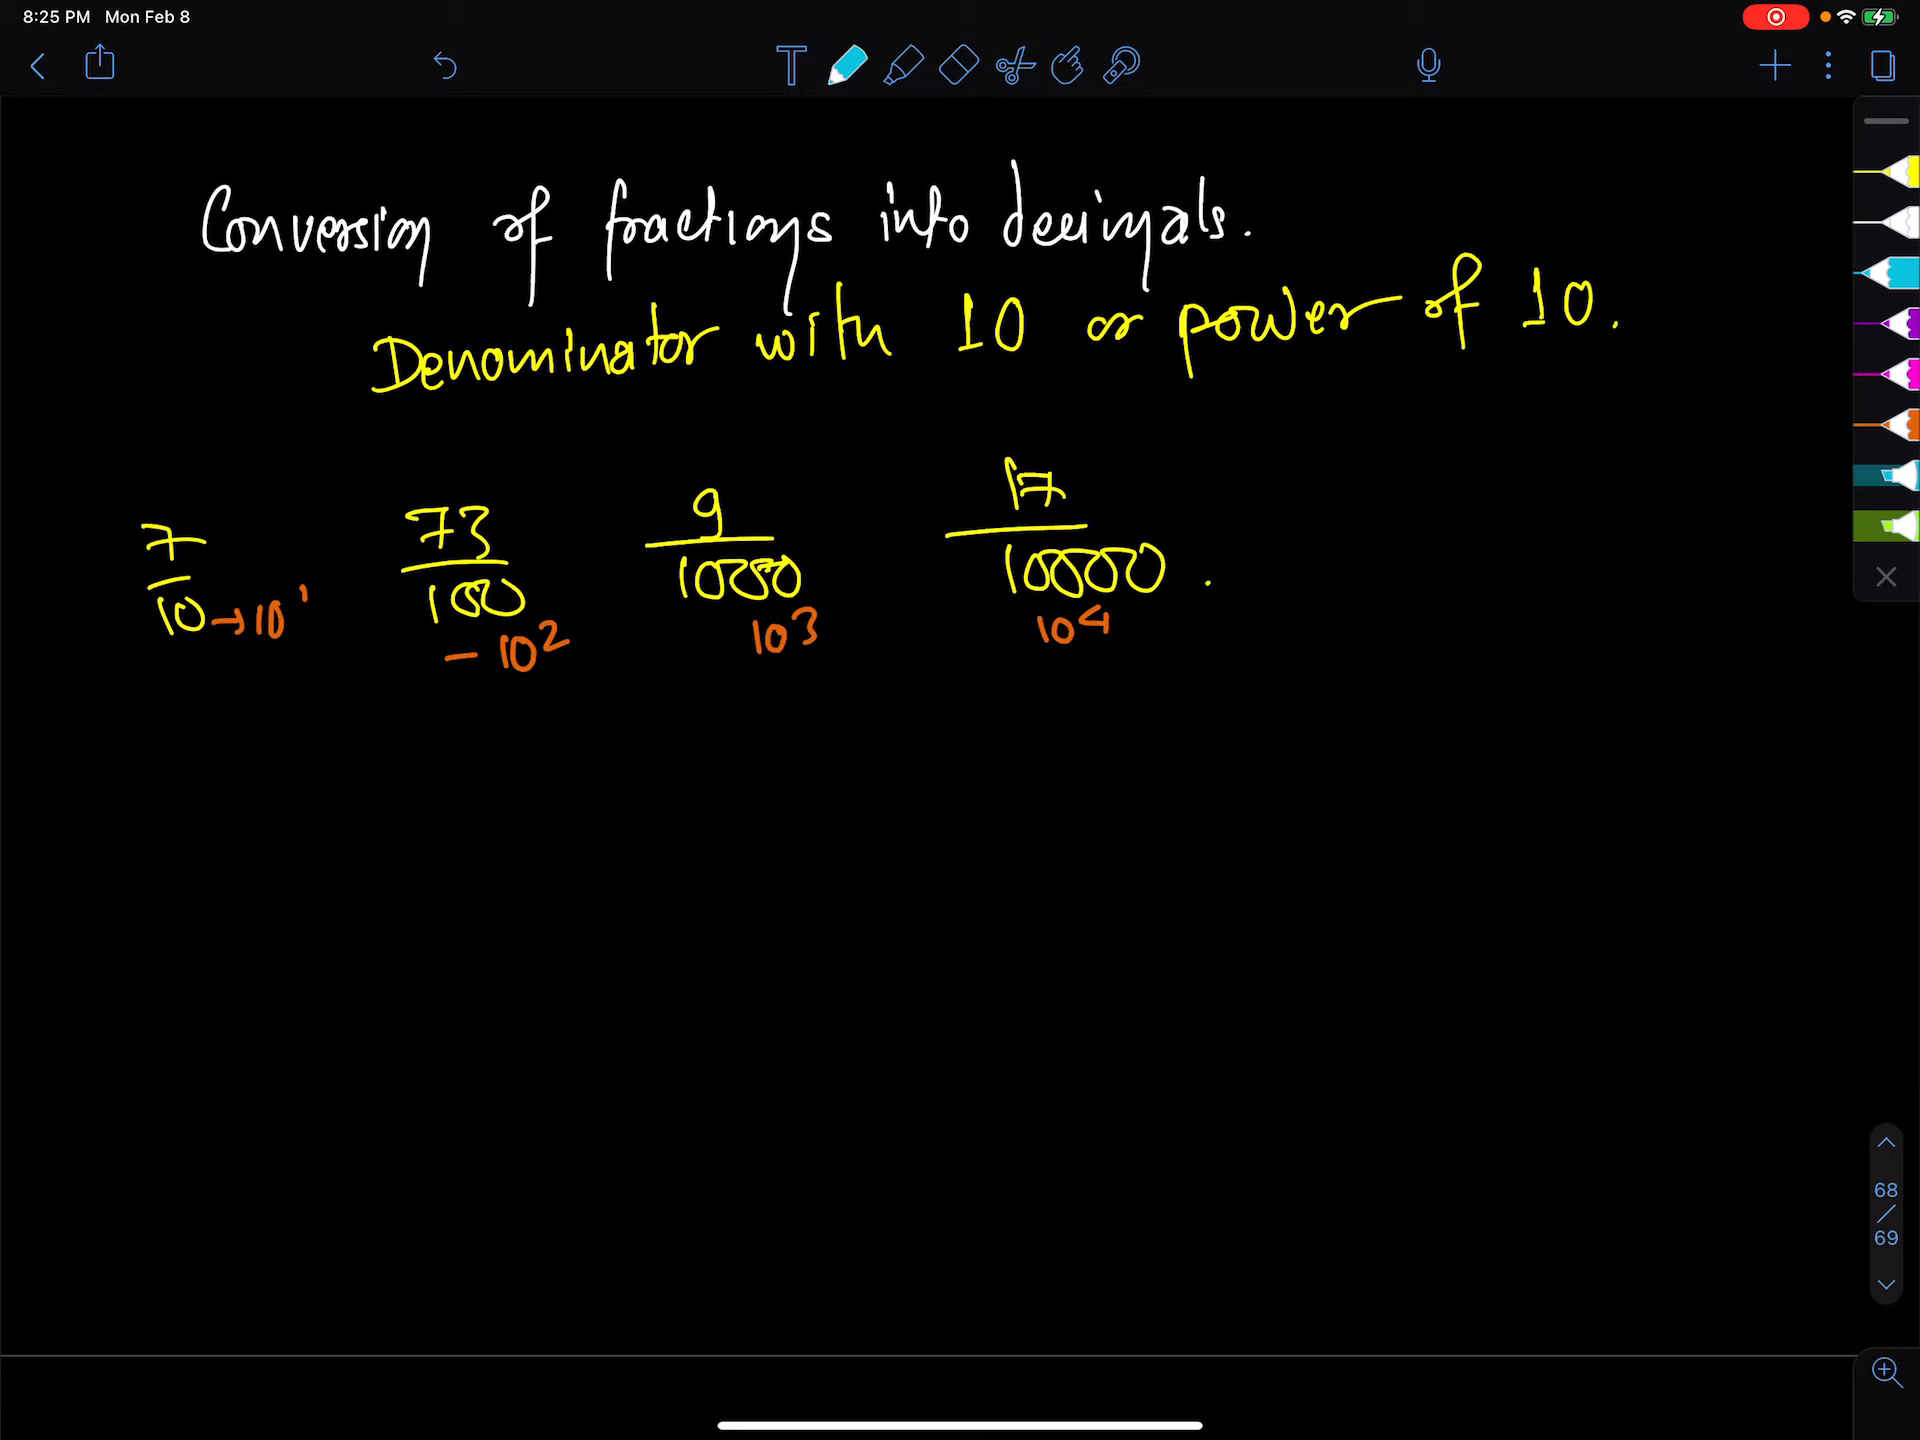 8:25 PM Mon Feb 8
T
Conversion of fractions into decimals.
Denominator with 10 or power of 10.
7/10 → 10¹
73/100 - 10²
9/1000 10³
17/10000 . 10⁴
68
/
69